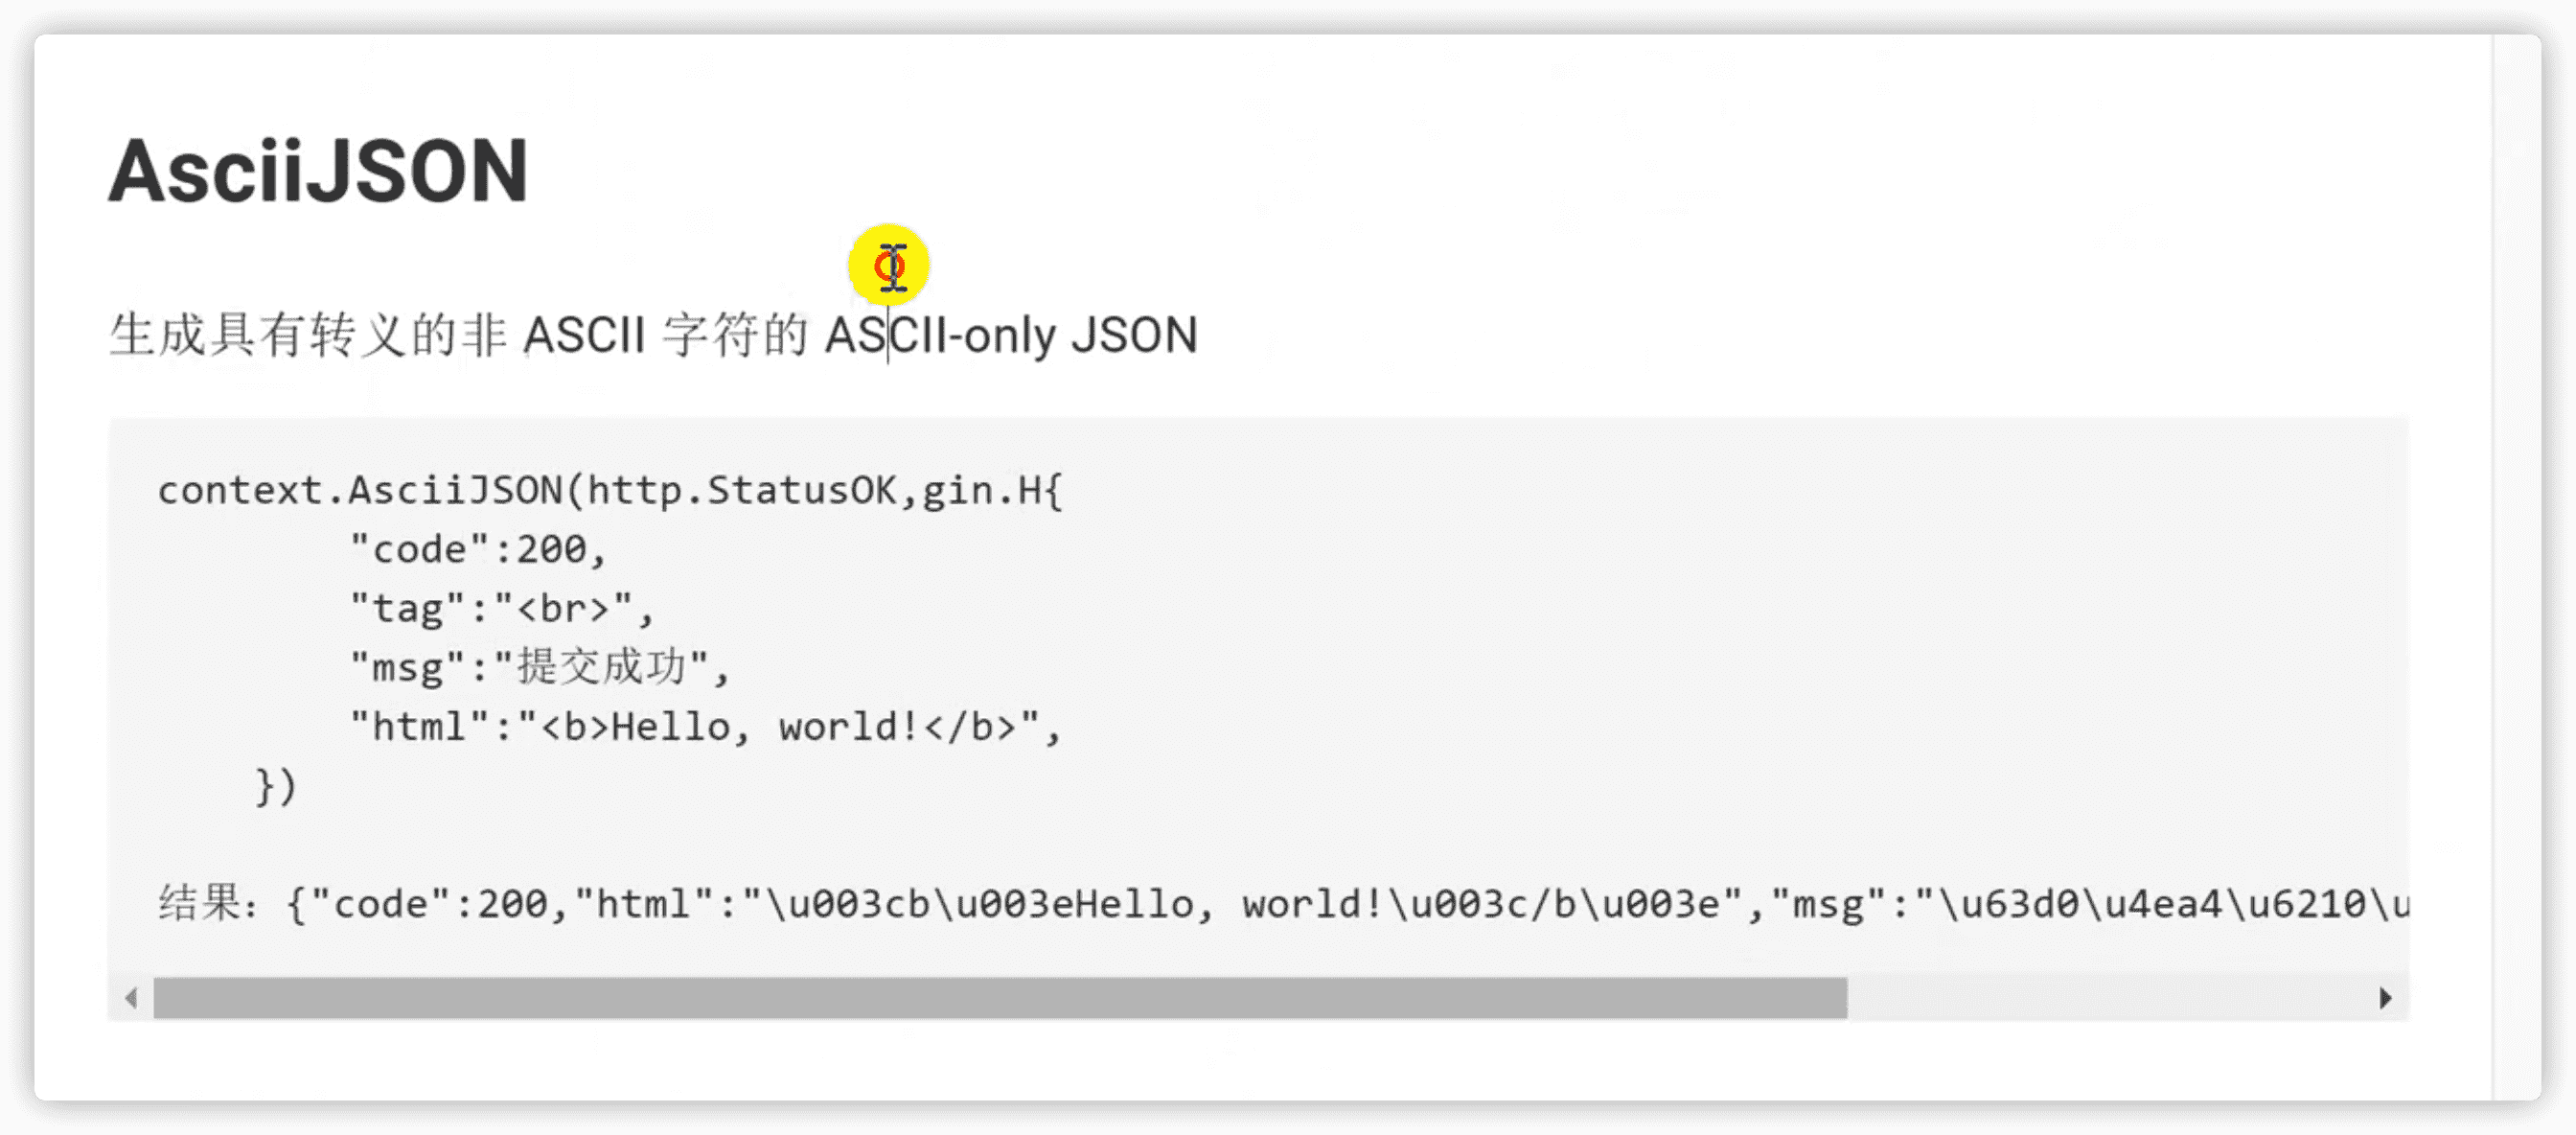 AsciiJSON
生成具有转义的非 ASCII 字符的 ASCII-only JSON
context.AsciiJSON(http.StatusOK,gin.H{
"code":200,
"tag":"<br>",
"msg":"提交成功",
"html":"<b>Hello, world!</b>",
})
结果：{"code":200,"html":"\u003cb\u003eHello, world!\u003c/b\u003e","msg":"\u63d0\u4ea4\u6210\u